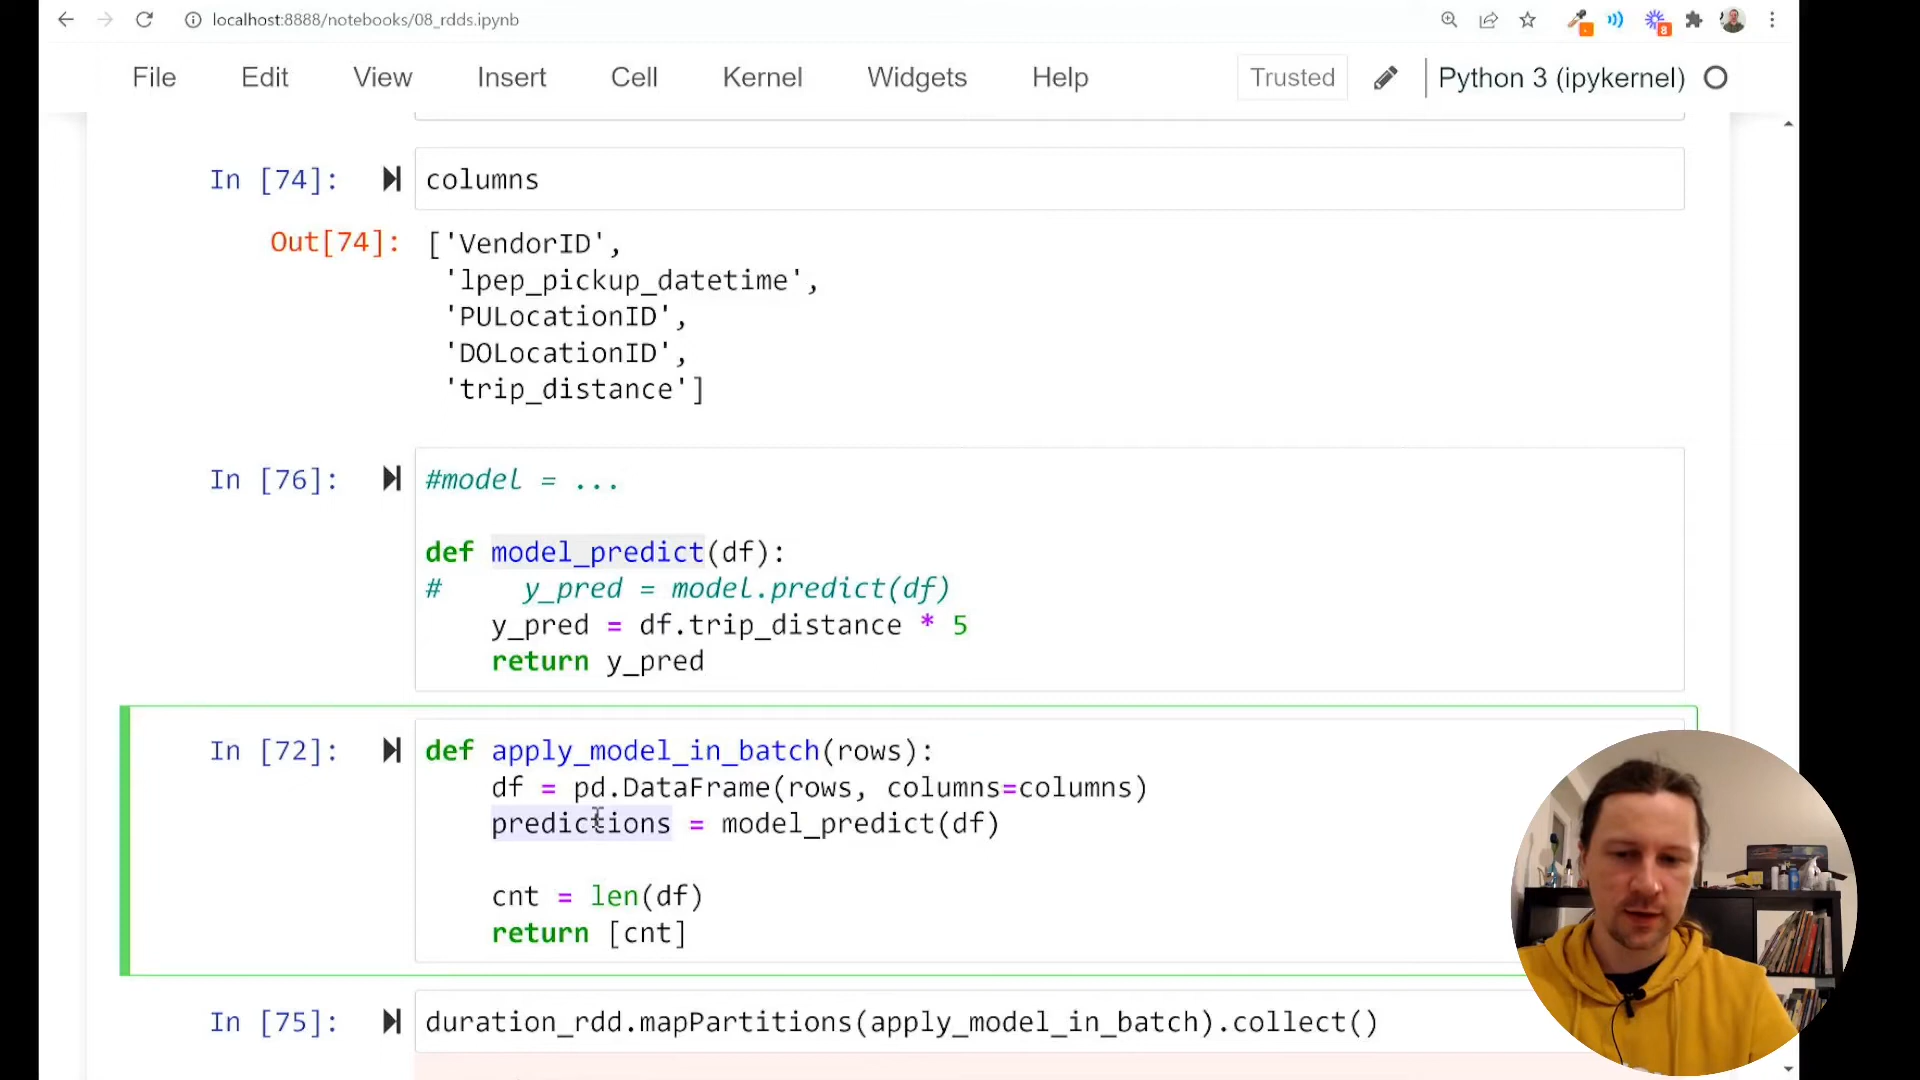 localhost:8888/notebooks/08_rdds.ipynb
8
File Edit View Insert Cell Kernel Widgets Help Trusted Python 3 (ipykernel)
In [74]: columns
Out[74]: ['VendorID',
'lpep_pickup_datetime',
'PULocationID',
'DOLocationID',
'trip_distance']
In [76]: #model = ...
def model_predict(df):
#     y_pred = model.predict(df)
y_pred = df.trip_distance * 5
return y_pred
In [72]: def apply_model_in_batch(rows):
df = pd.DataFrame(rows, columns=columns)
predictions = model_predict(df)
cnt = len(df)
return [cnt]
In [75]: duration_rdd.mapPartitions(apply_model_in_batch).collect()